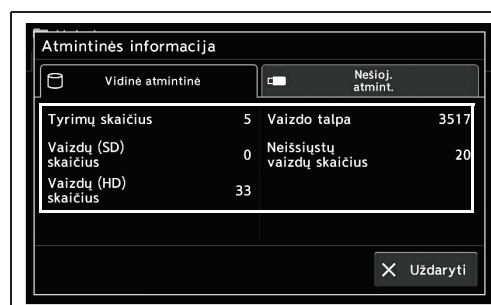 Atmintinės informacija
Vidinė atmintinė
Nešioj.
atmint.
Tyrimų skaičius 5
Vaizdų (SD)
skaičius 0
Vaizdų (HD)
skaičius 33
Vaizdo talpa 3517
Neišsiųstų
vaizdų skaičius 20
Uždaryti